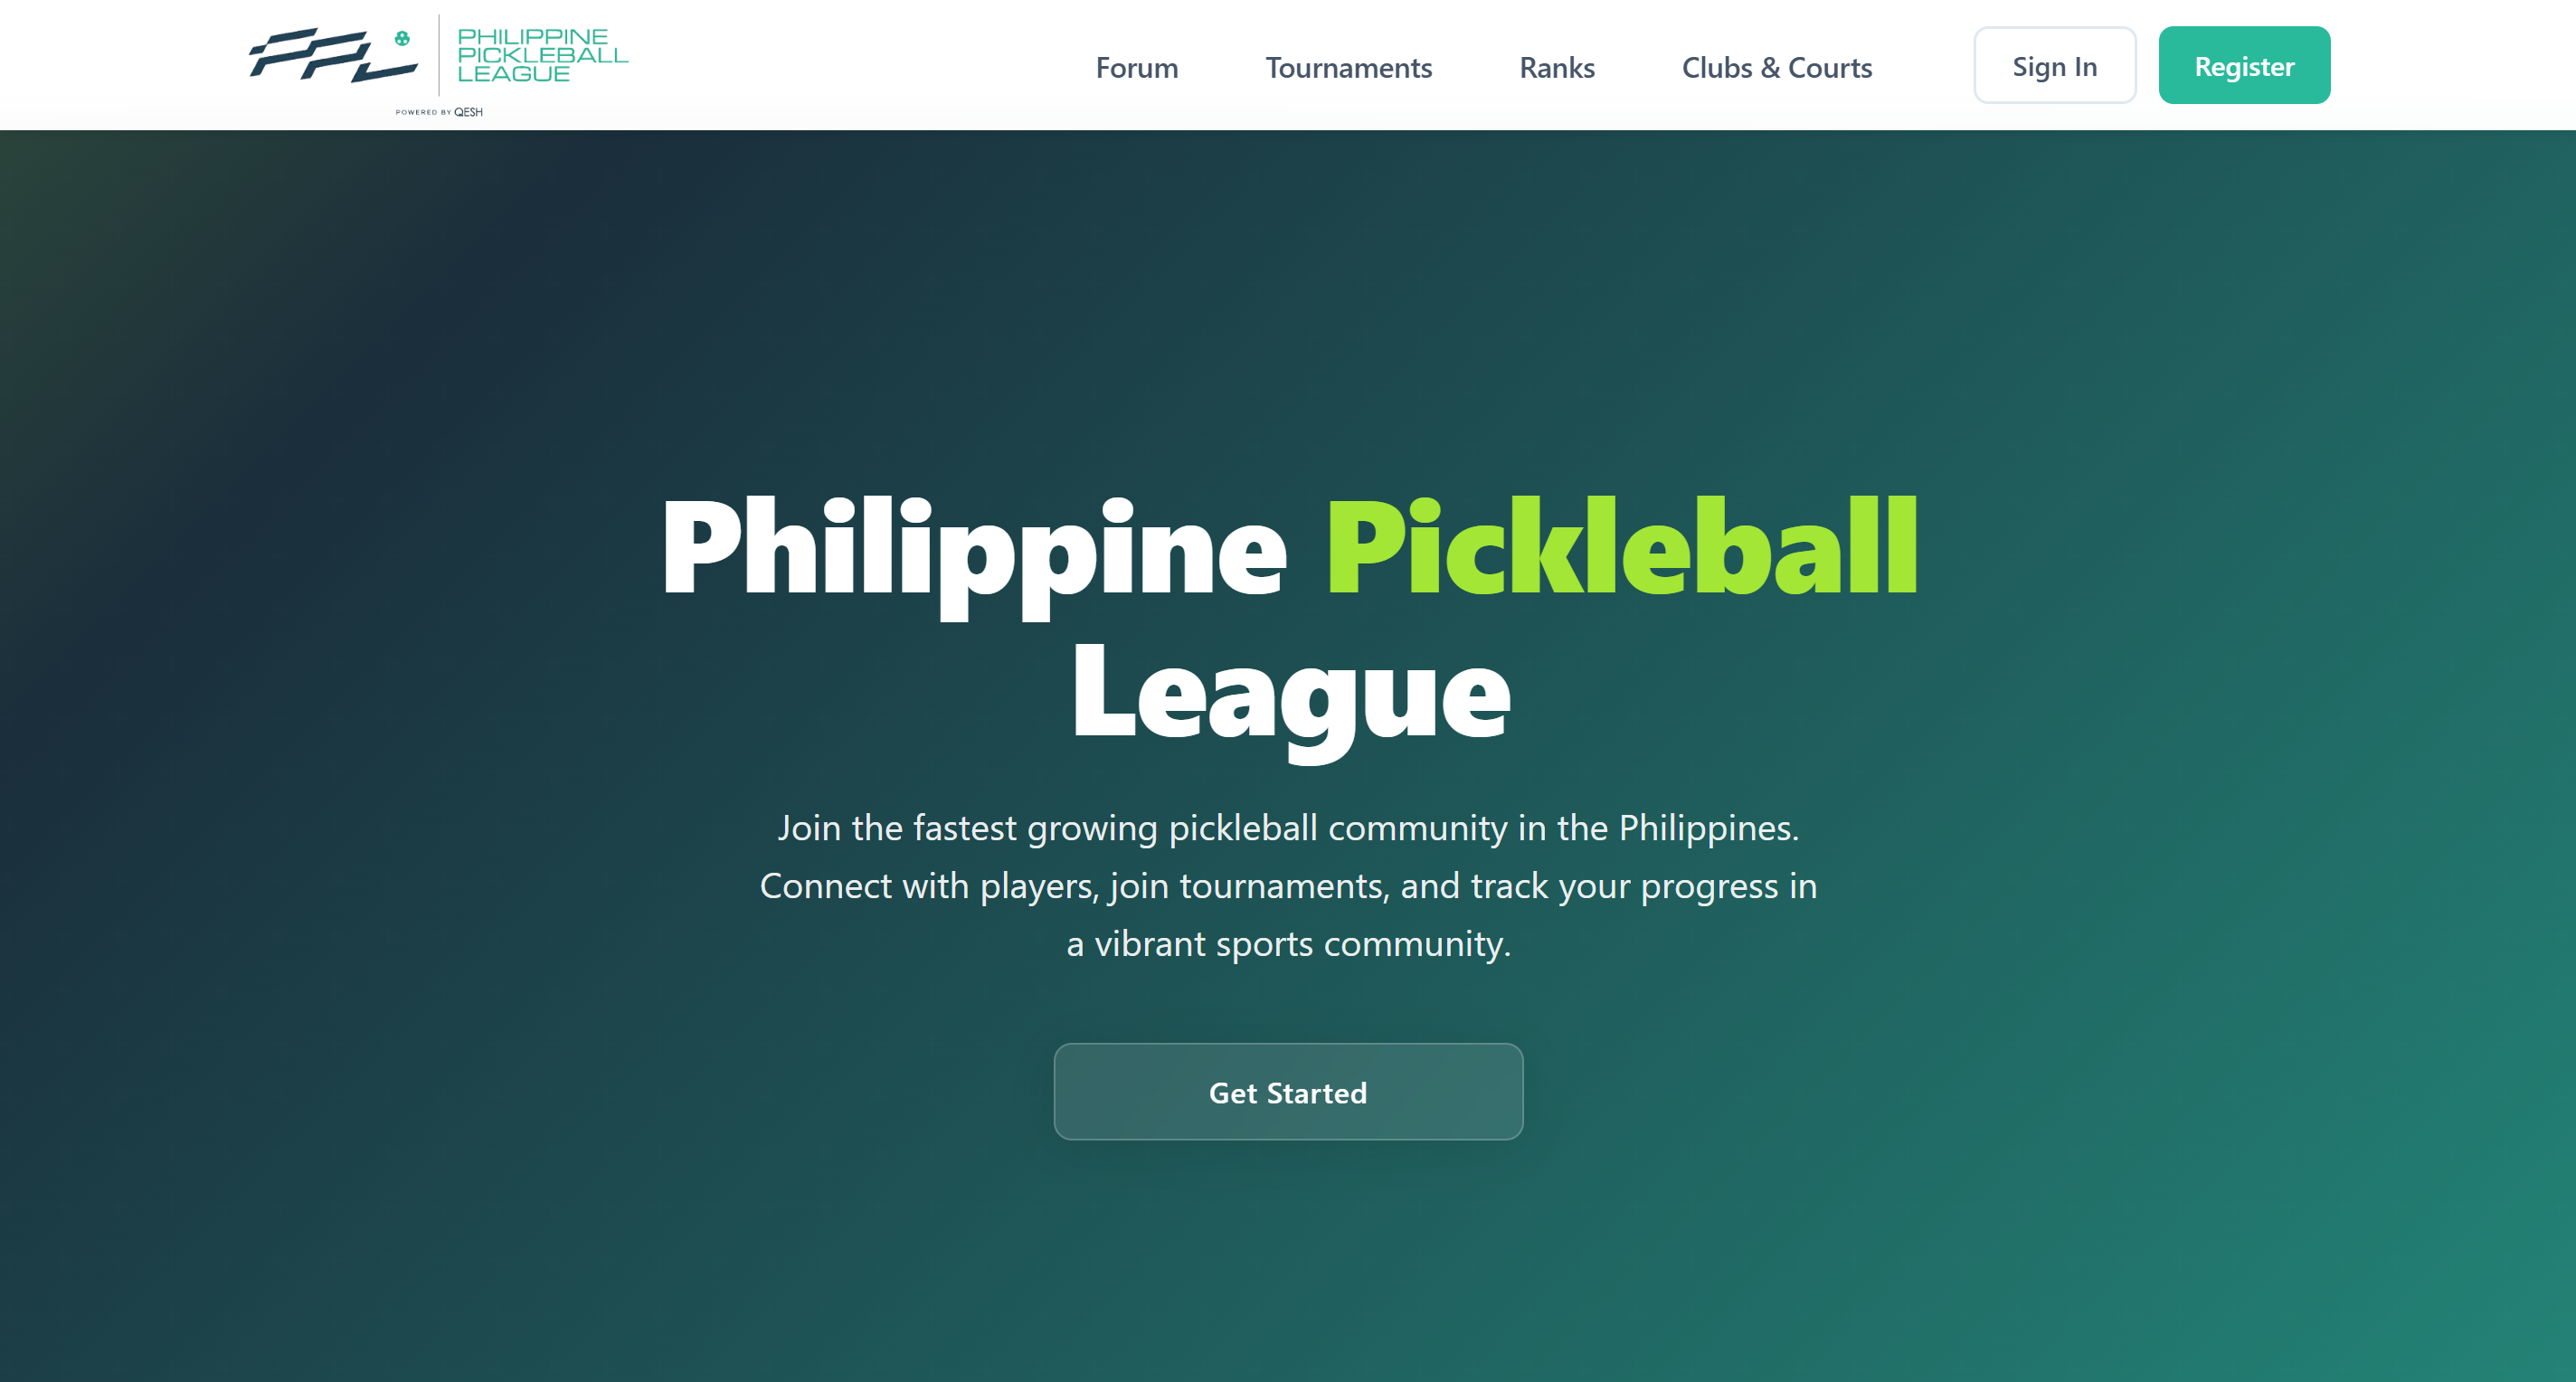 PPL
PHILIPPINE
PICKLEBALL
LEAGUE
POWERED BY QESH
Forum
Tournaments
Ranks
Clubs & Courts
Sign In
Register
Philippine Pickleball
League
Join the fastest growing pickleball community in the Philippines.
Connect with players, join tournaments, and track your progress in
a vibrant sports community.
Get Started